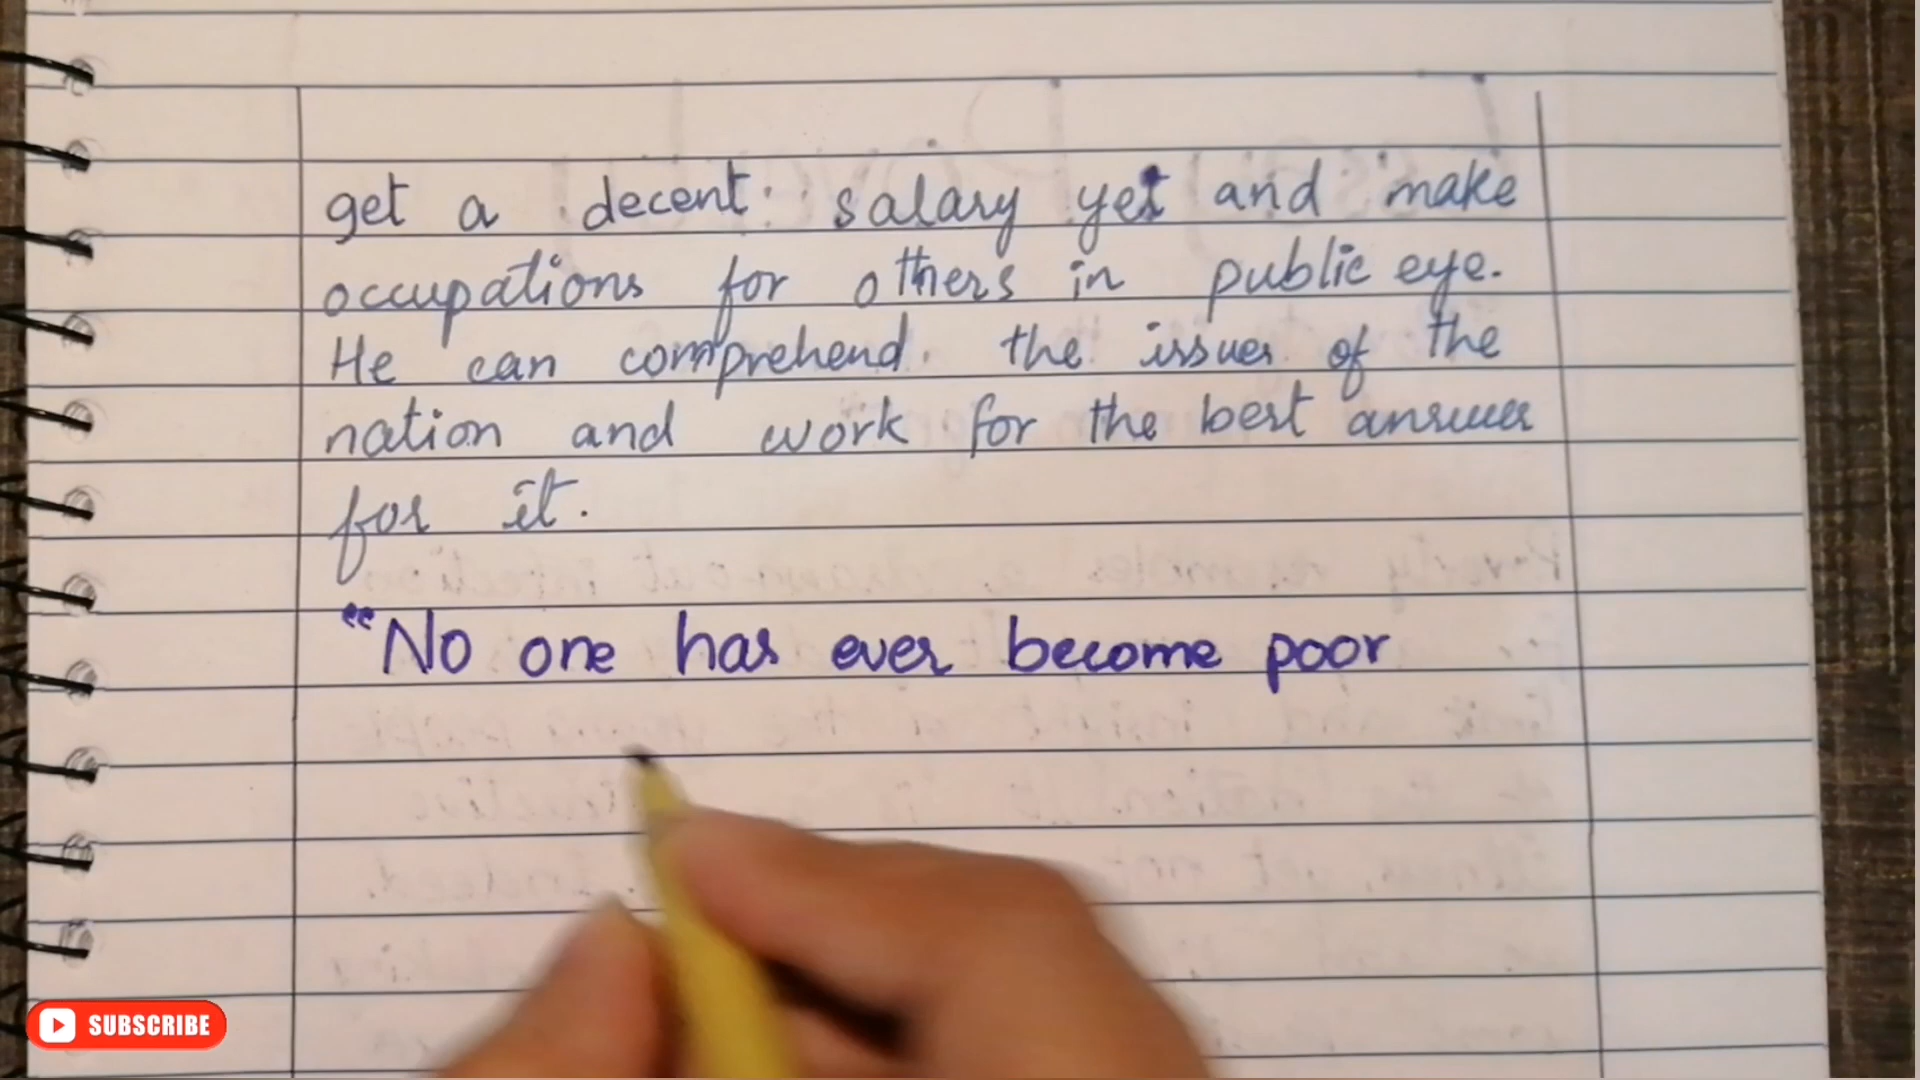 get a decent salary yet and make
occupations for others in public eye.
He can comprehend. the issues of the
nation and work for the best answer
for it.
"No one has ever become poor
SUBSCRIBE